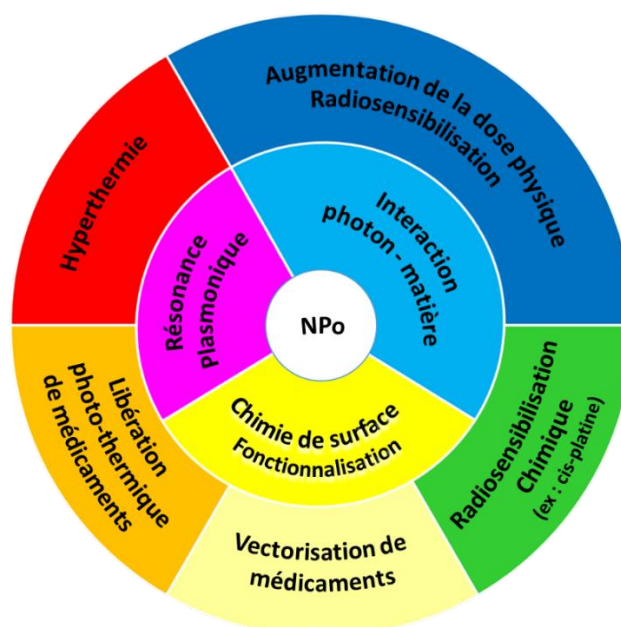 Augmentation de la dose physique
Radiosensibilisation
Hyperthermie
Interaction
photon - matière
Résonance
Plasmonique
NPo
Chimie de surface
Fonctionnalisation
Libération
photo-thermique
de médicaments
Radiosensibilisation
Chimique
(ex : cis-platine)
Vectorisation de
médicaments